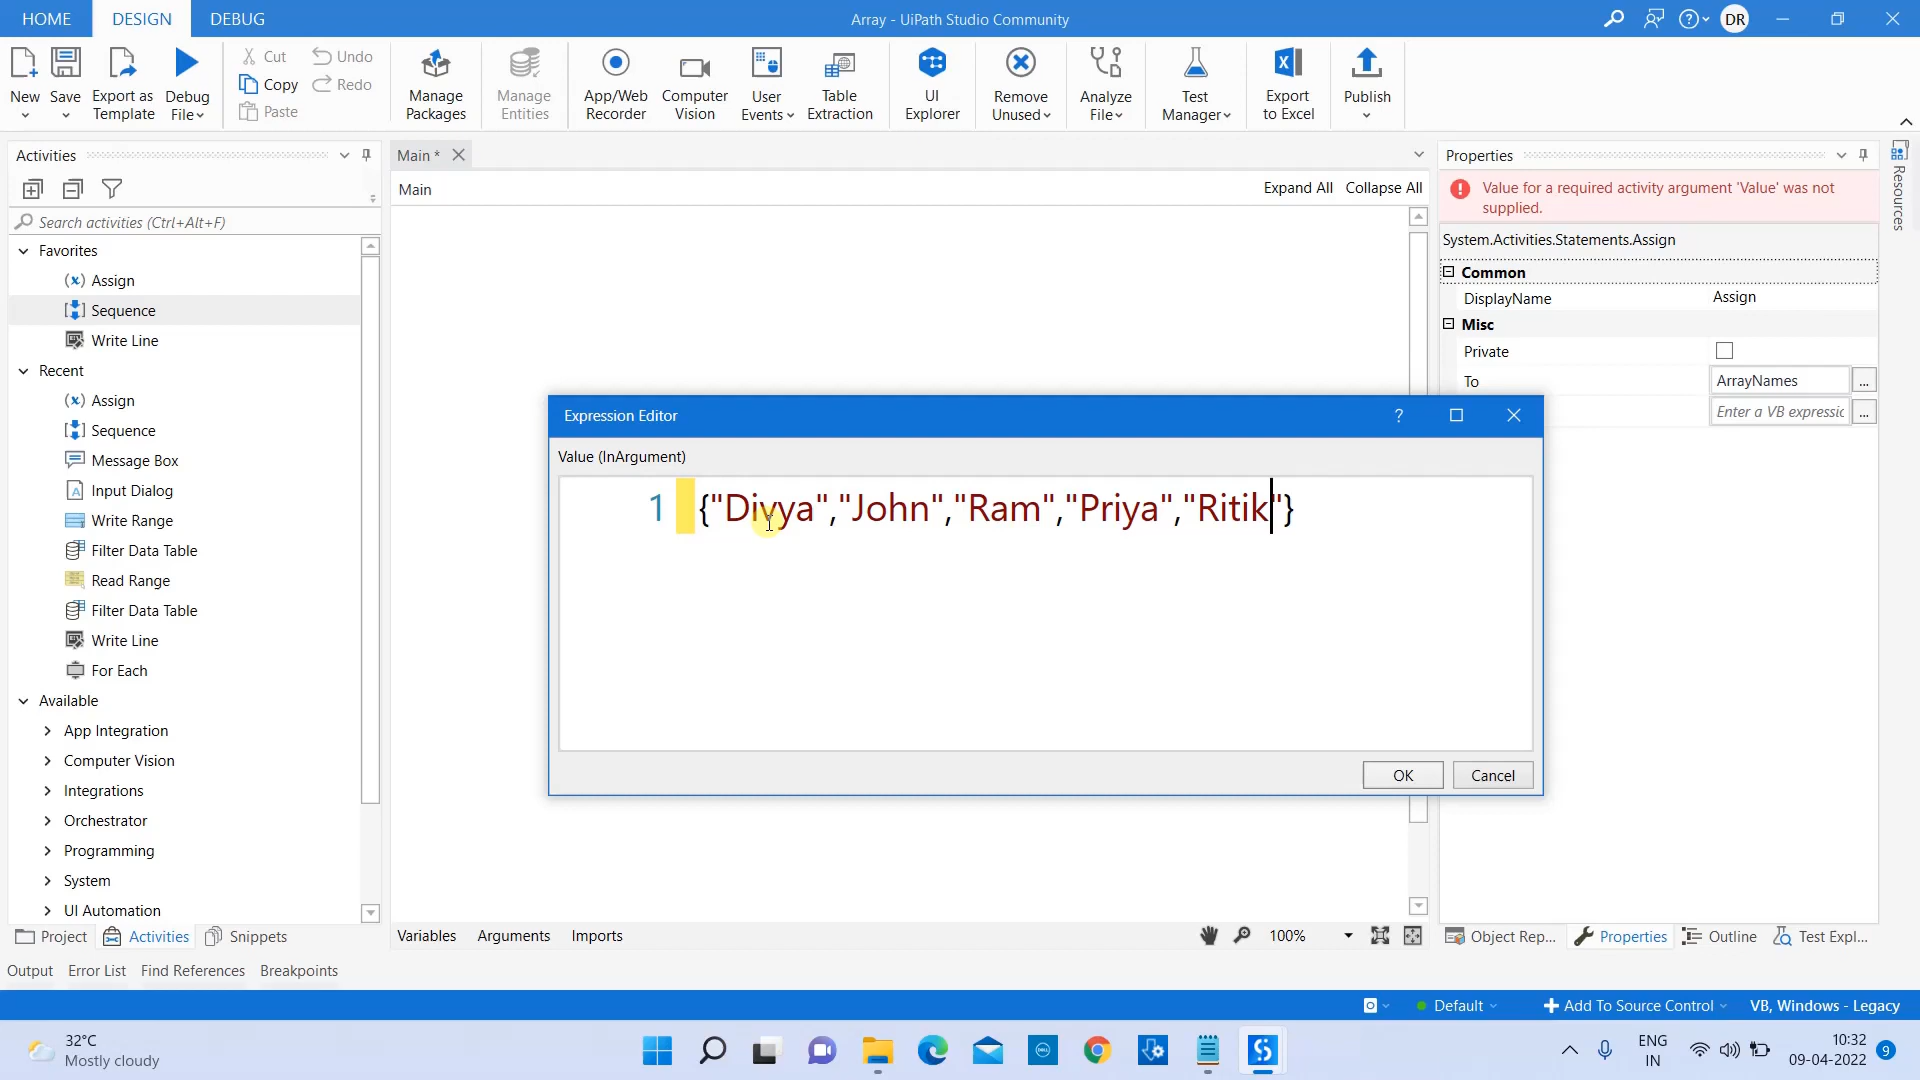 HOME DESIGN DEBUG Array - UiPath Studio Community DR
New Save Export as Template Debug File Cut Copy Paste Undo Redo Manage Packages Manage Entities App/Web Recorder Computer Vision User Events Table Extraction UI Explorer Remove Unused Analyze File Test Manager Export to Excel Publish
Activities
Search activities (Ctrl+Alt+F)
Favorites
(x) Assign
Sequence
Write Line
Recent
(x) Assign
Sequence
Message Box
Input Dialog
Write Range
Filter Data Table
Read Range
Filter Data Table
Write Line
For Each
Available
App Integration
Computer Vision
Integrations
Orchestrator
Programming
System
UI Automation
Project Activities Snippets
Main *
Main Expand All Collapse All
Expression Editor ?
Value (InArgument)
1 {"Divya","John","Ram","Priya","Ritik"}
OK Cancel
Variables Arguments Imports 100%
Properties
Value for a required activity argument 'Value' was not
supplied.
System.Activities.Statements.Assign
Common
DisplayName Assign
Misc
Private
To ArrayNames ...
Enter a VB expressic ...
Resources
Object Rep... Properties Outline Test Expl...
Output Error List Find References Breakpoints
Default Add To Source Control VB, Windows - Legacy
32°C
Mostly cloudy
DELL
ENG
IN
10:32
09-04-2022 9